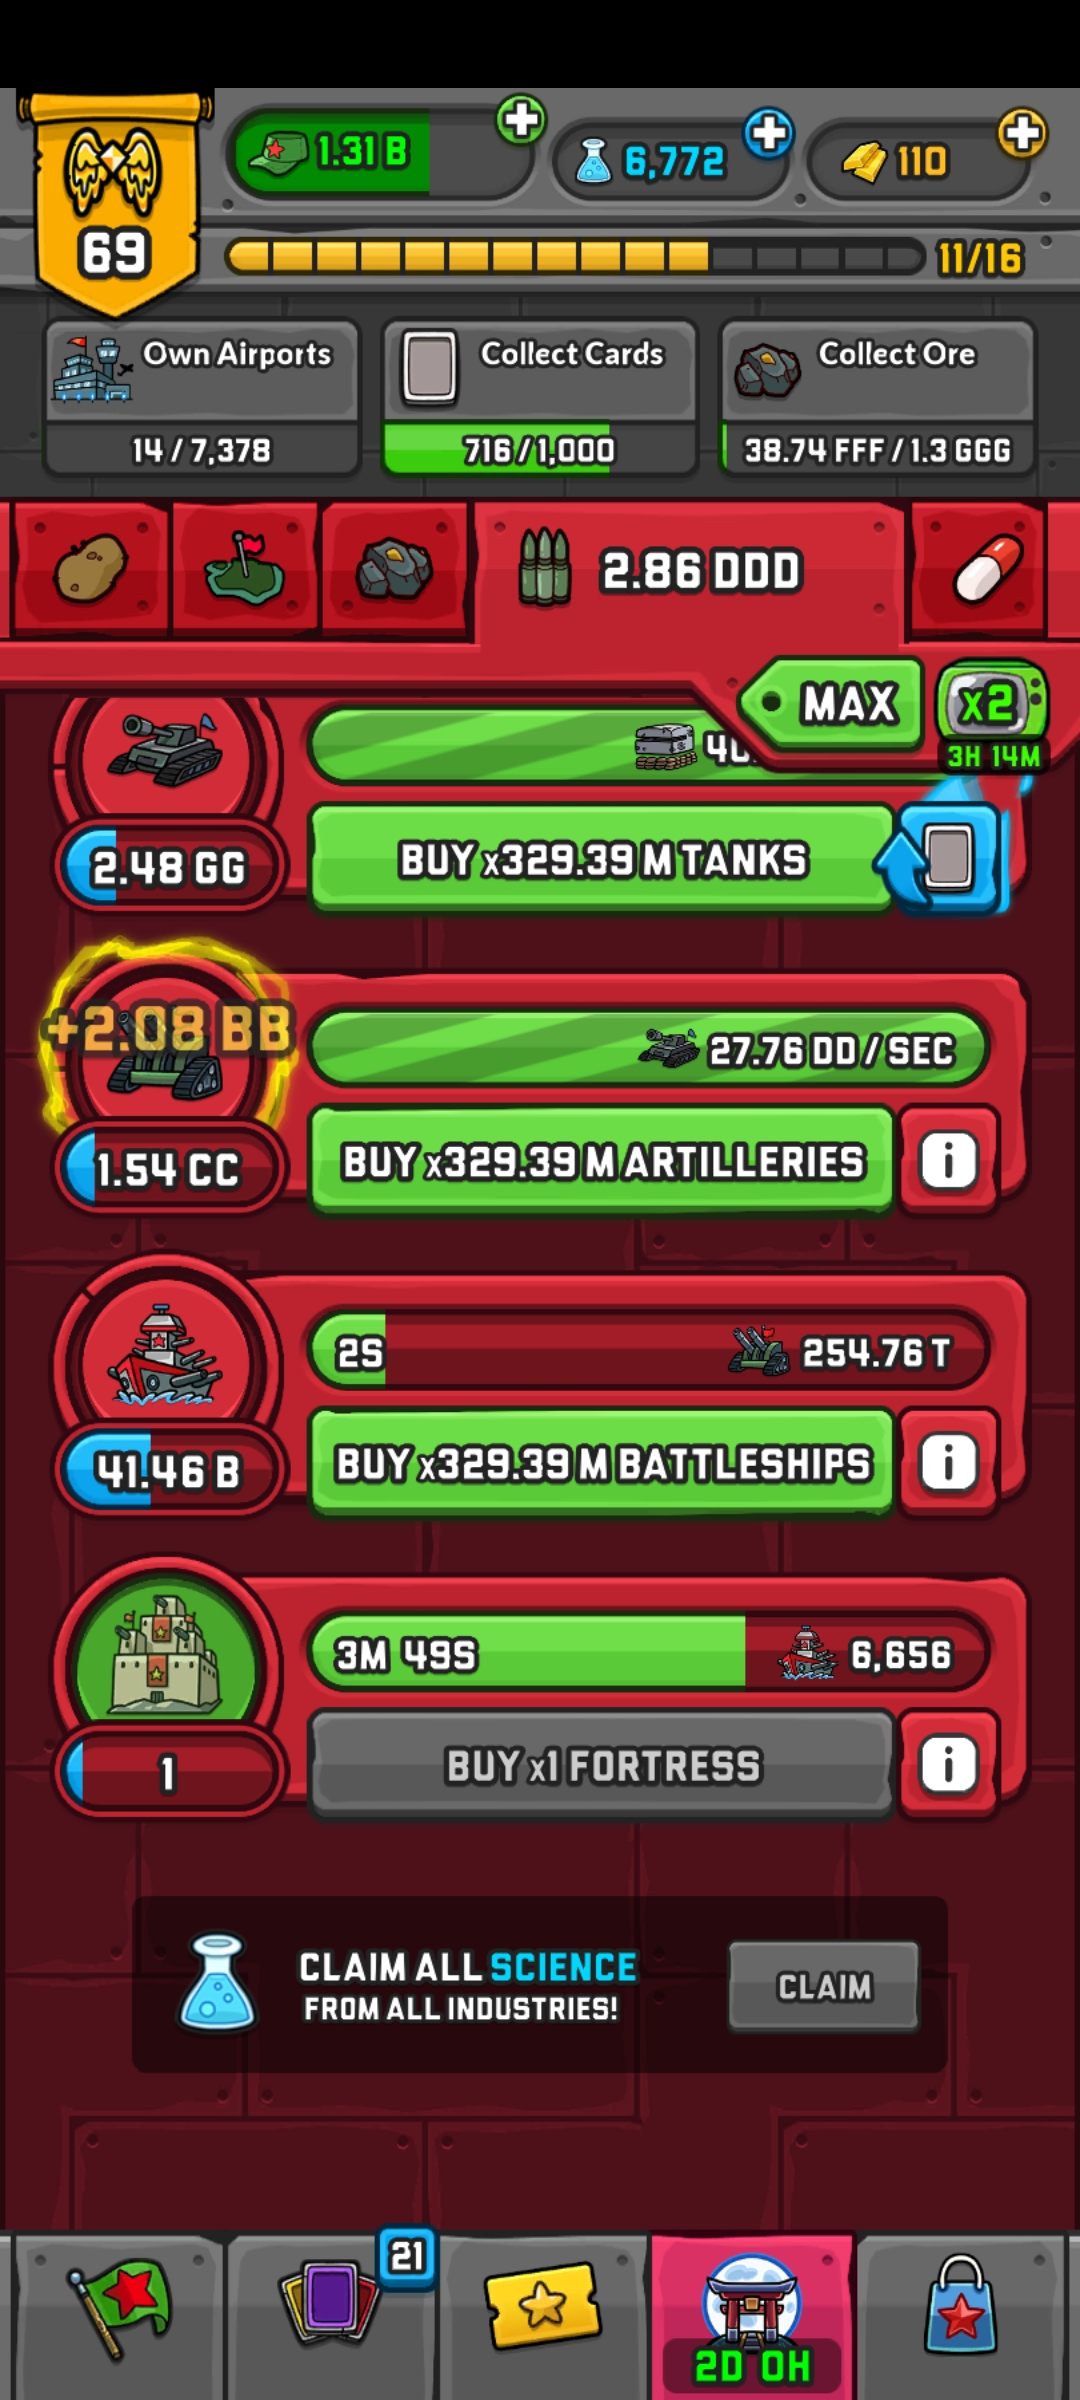 69
1.31 B
6,772
110
11/16
Own Airports
14 / 7,378
Collect Cards
716 / 1,000
Collect Ore
38.74 FFF / 1.3 GGG
2.86 DDD
MAX
x2
3H 14M
2.48 GG
BUY x329.39 M TANKS
+2.08 BB
27.76 DD / SEC
1.54 CC
BUY x329.39 M ARTILLERIES
2S
254.76 T
41.46 B
BUY x329.39 M BATTLESHIPS
3M 49S
6,656
1
BUY x1 FORTRESS
CLAIM ALL SCIENCE
FROM ALL INDUSTRIES!
CLAIM
21
2D 0H